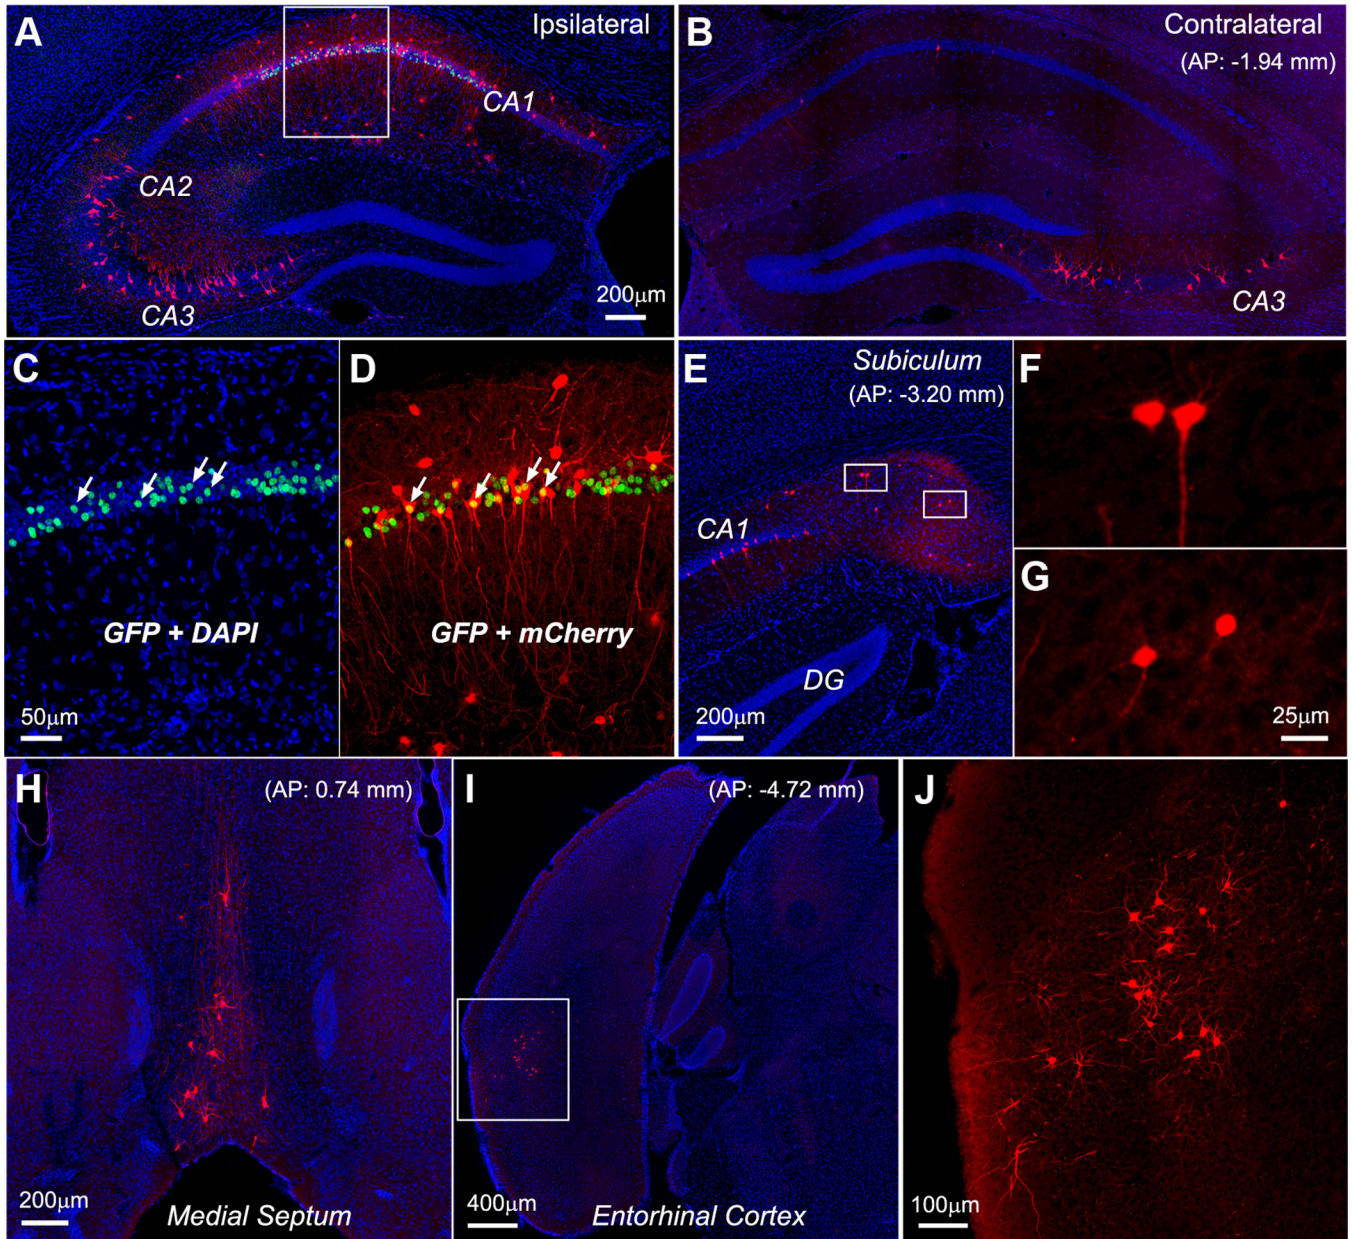 A
Ipsilateral
CA1
CA2
CA3
200µm
B
Contralateral
(AP: -1.94 mm)
CA3
C
GFP + DAPI
50µm
D
GFP + mCherry
E
Subiculum
(AP: -3.20 mm)
CA1
DG
200µm
F
G
25µm
H
(AP: 0.74 mm)
200µm
Medial Septum
I
(AP: -4.72 mm)
400µm
Entorhinal Cortex
J
100µm